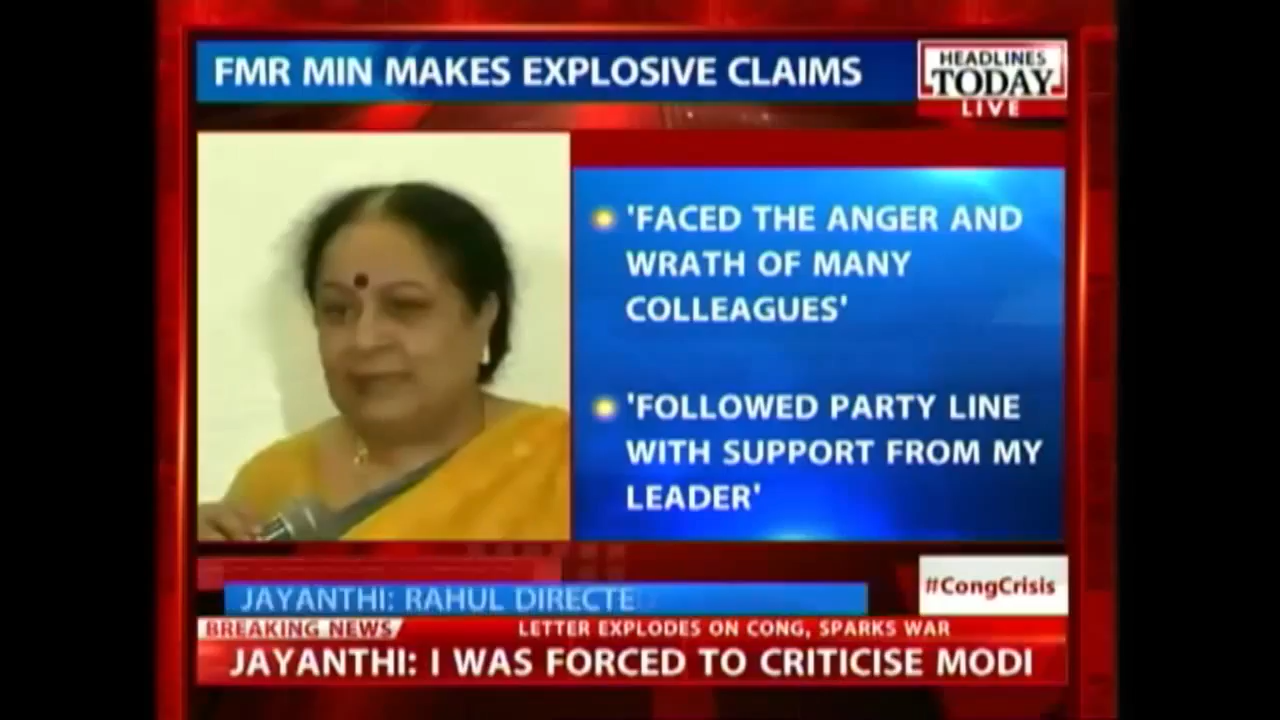 FMR MIN MAKES EXPLOSIVE CLAIMS
HEADLINES
TODAY
LIVE
'FACED THE ANGER AND
WRATH OF MANY
COLLEAGUES'
'FOLLOWED PARTY LINE
WITH SUPPORT FROM MY
LEADER'
JAYANTHI: RAHUL DIRECTE
#CongCrisis
BREAKING NEWS
LETTER EXPLODES ON CONG, SPARKS WAR
JAYANTHI: I WAS FORCED TO CRITICISE MODI